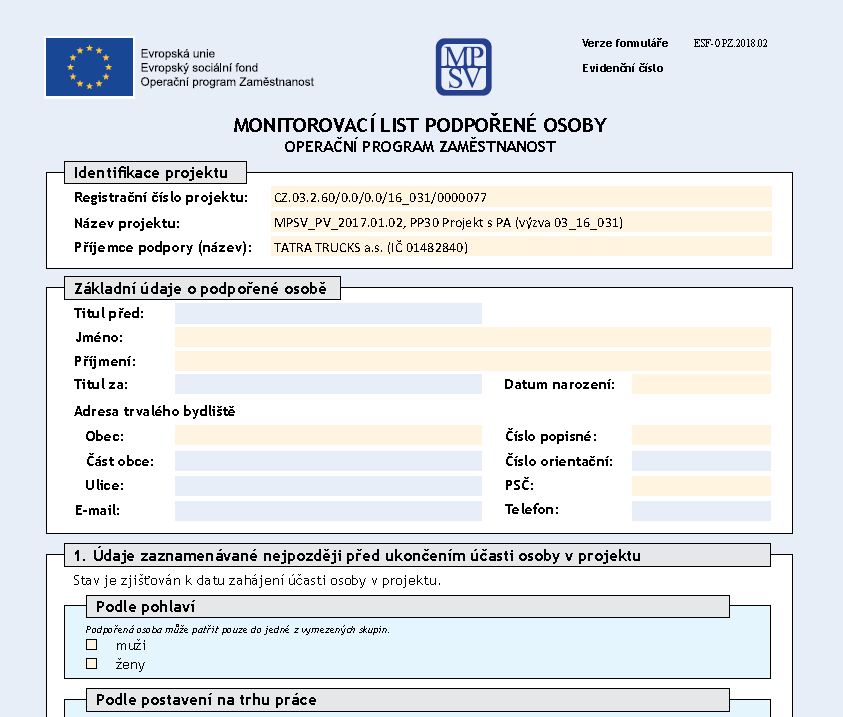 Evropská unie
Evropský sociální fond
Operační program Zaměstnanost
MP
SV
Verze formuláře ESF-OPZ.2018.02
Evidenční číslo
MONITOROVACÍ LIST PODPOŘENÉ OSOBY
OPERAČNÍ PROGRAM ZAMĚSTNANOST
Identifikace projektu
Registrační číslo projektu: CZ.03.2.60/0.0/0.0/16_031/0000077
Název projektu: MPSV_PV_2017.01.02, PP30 Projekt s PA (výzva 03_16_031)
Příjemce podpory (název): TATRA TRUCKS a.s. (IČ 01482840)
Základní údaje o podpořené osobě
Titul před:
Jméno:
Příjmení:
Titul za: Datum narození:
Adresa trvalého bydliště
Obec: Číslo popisné:
Část obce: Číslo orientační:
Ulice: PSČ:
E-mail: Telefon:
1. Údaje zaznamenávané nejpozději před ukončením účasti osoby v projektu
Stav je zjišťován k datu zahájení účasti osoby v projektu.
Podle pohlaví
Podpořená osoba může patřit pouze do jedné z vymezených skupin.
muži
ženy
Podle postavení na trhu práce